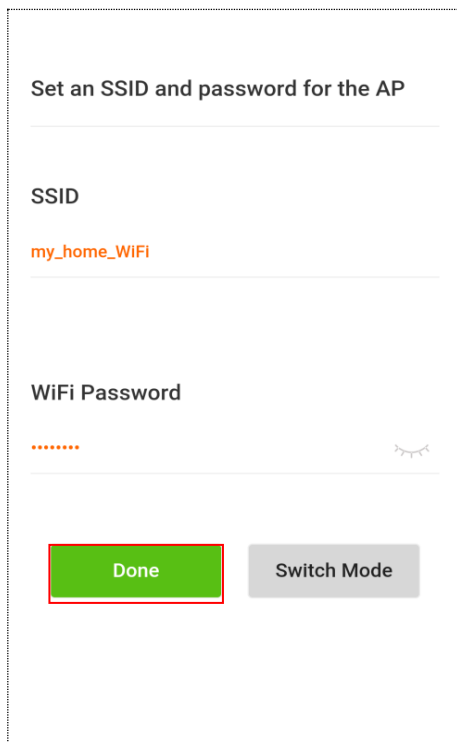 Set an SSID and password for the AP
SSID
my_home_WiFi
WiFi Password
••••••••
Done Switch Mode